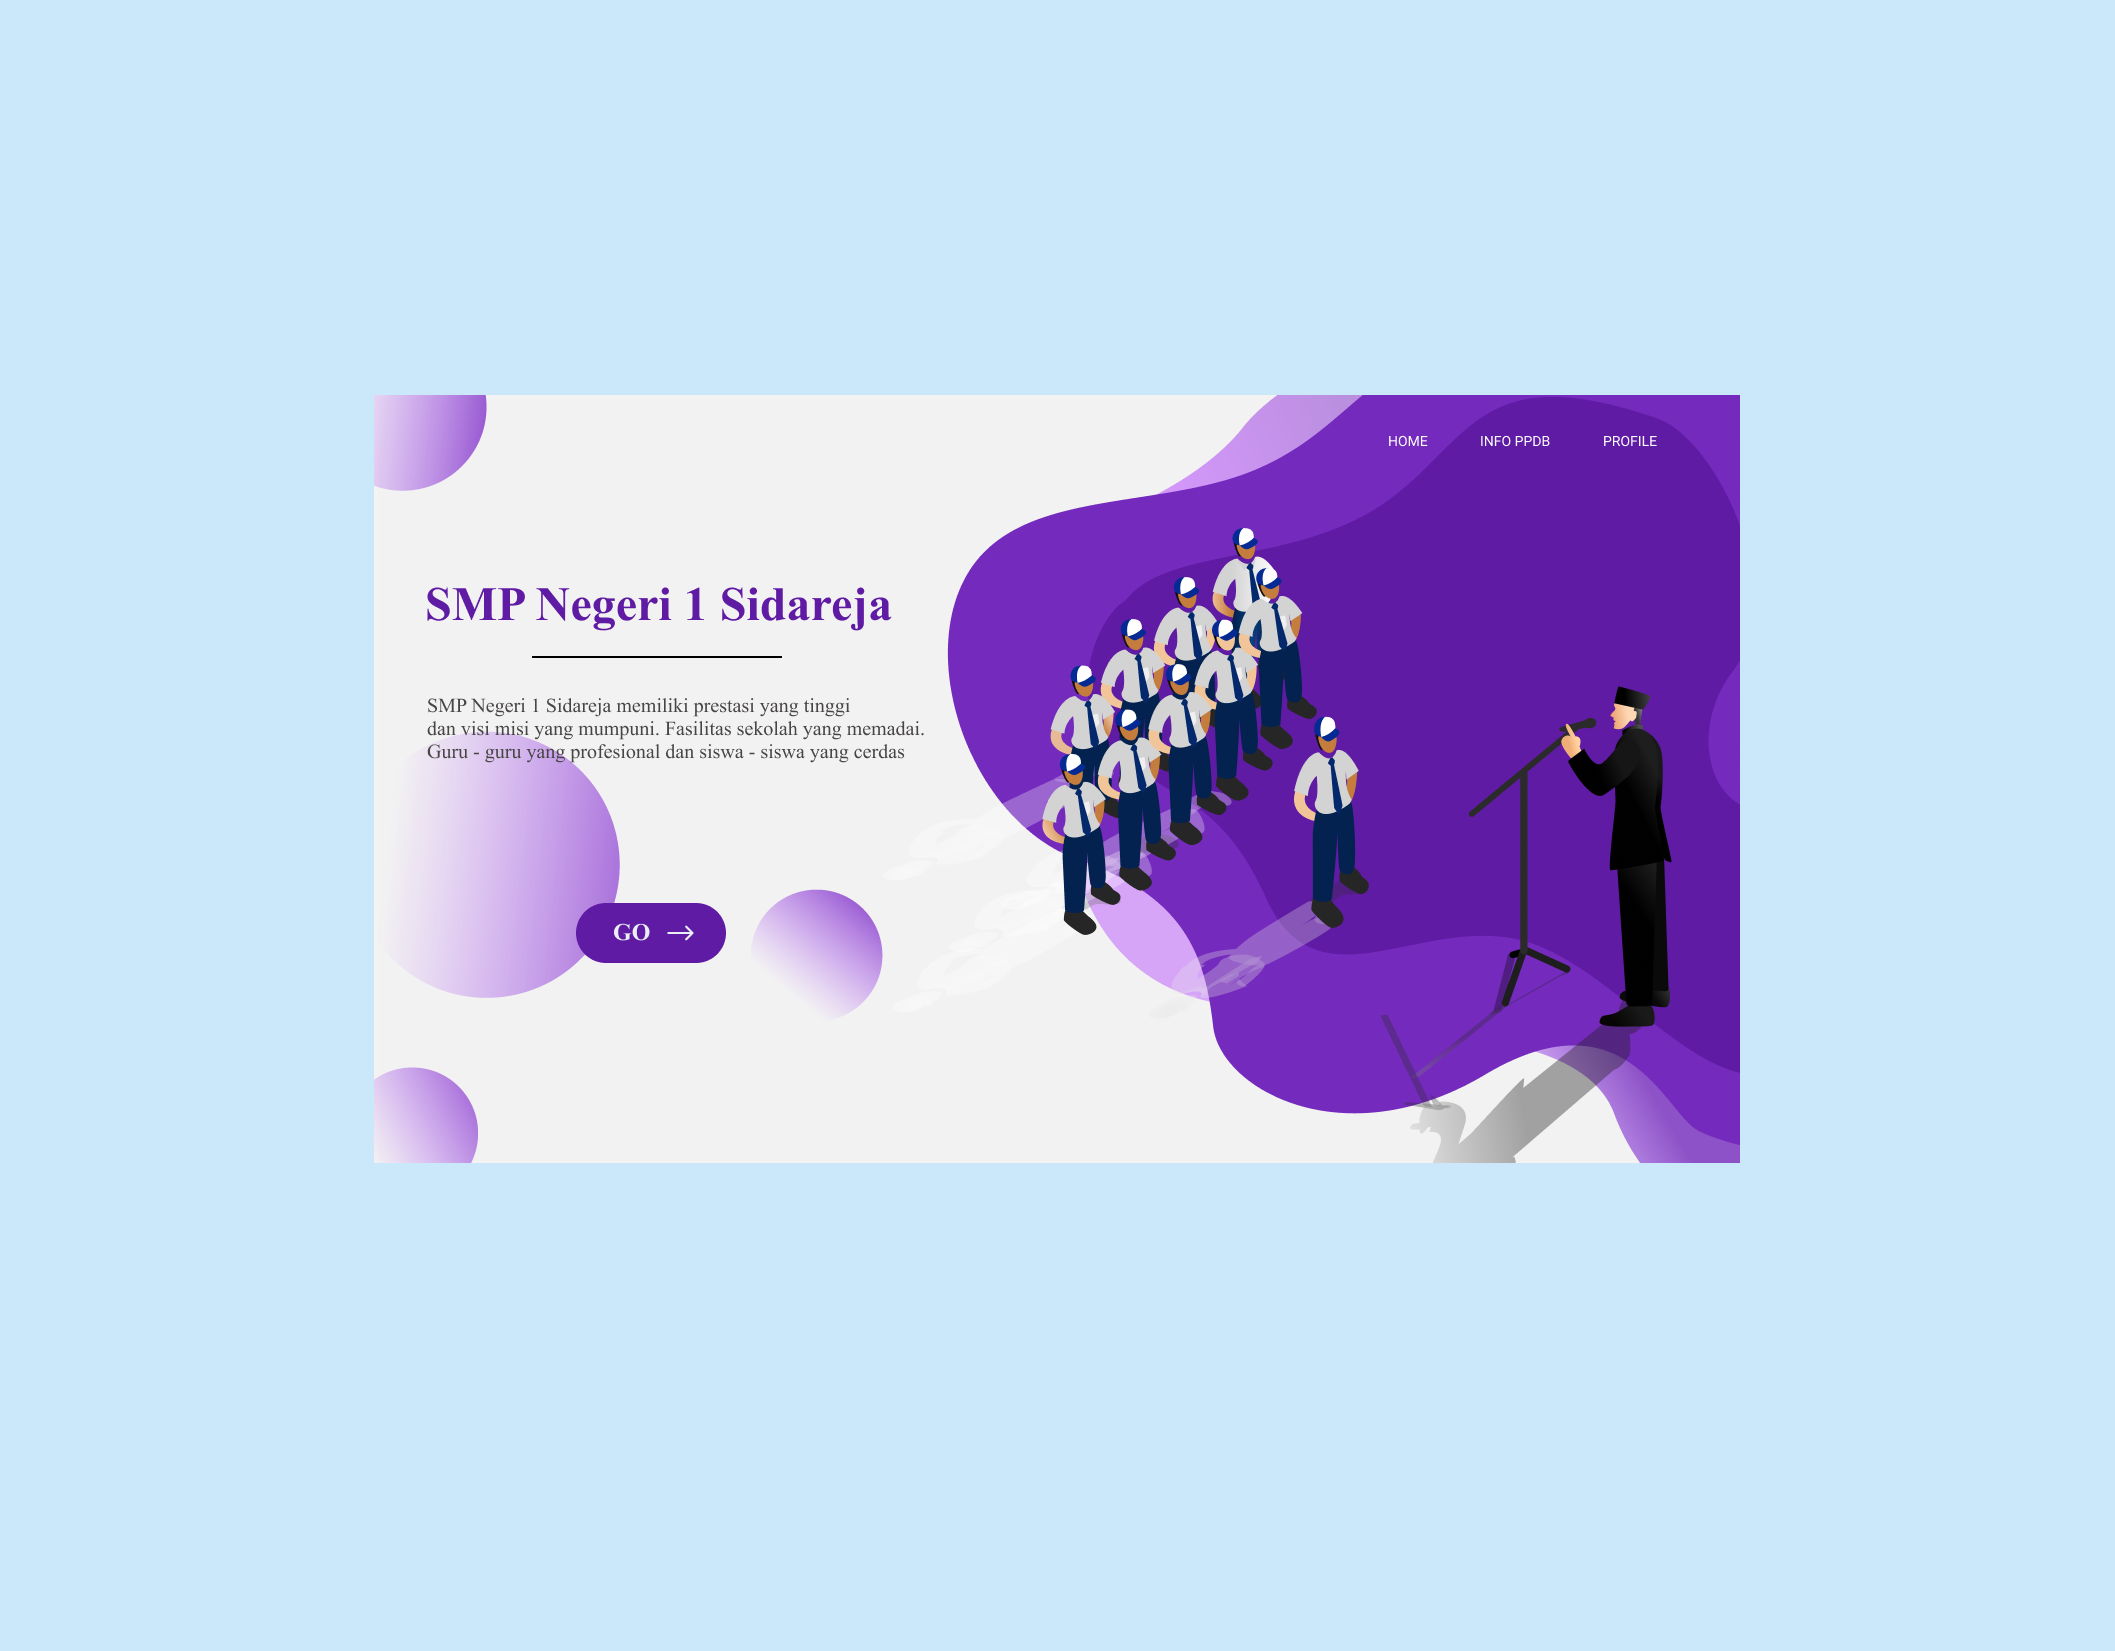 HOME INFO PPDB PROFILE
SMP Negeri 1 Sidareja
SMP Negeri 1 Sidareja memiliki prestasi yang tinggi
dan visi misi yang mumpuni. Fasilitas sekolah yang memadai.
Guru - guru yang profesional dan siswa - siswa yang cerdas
GO →